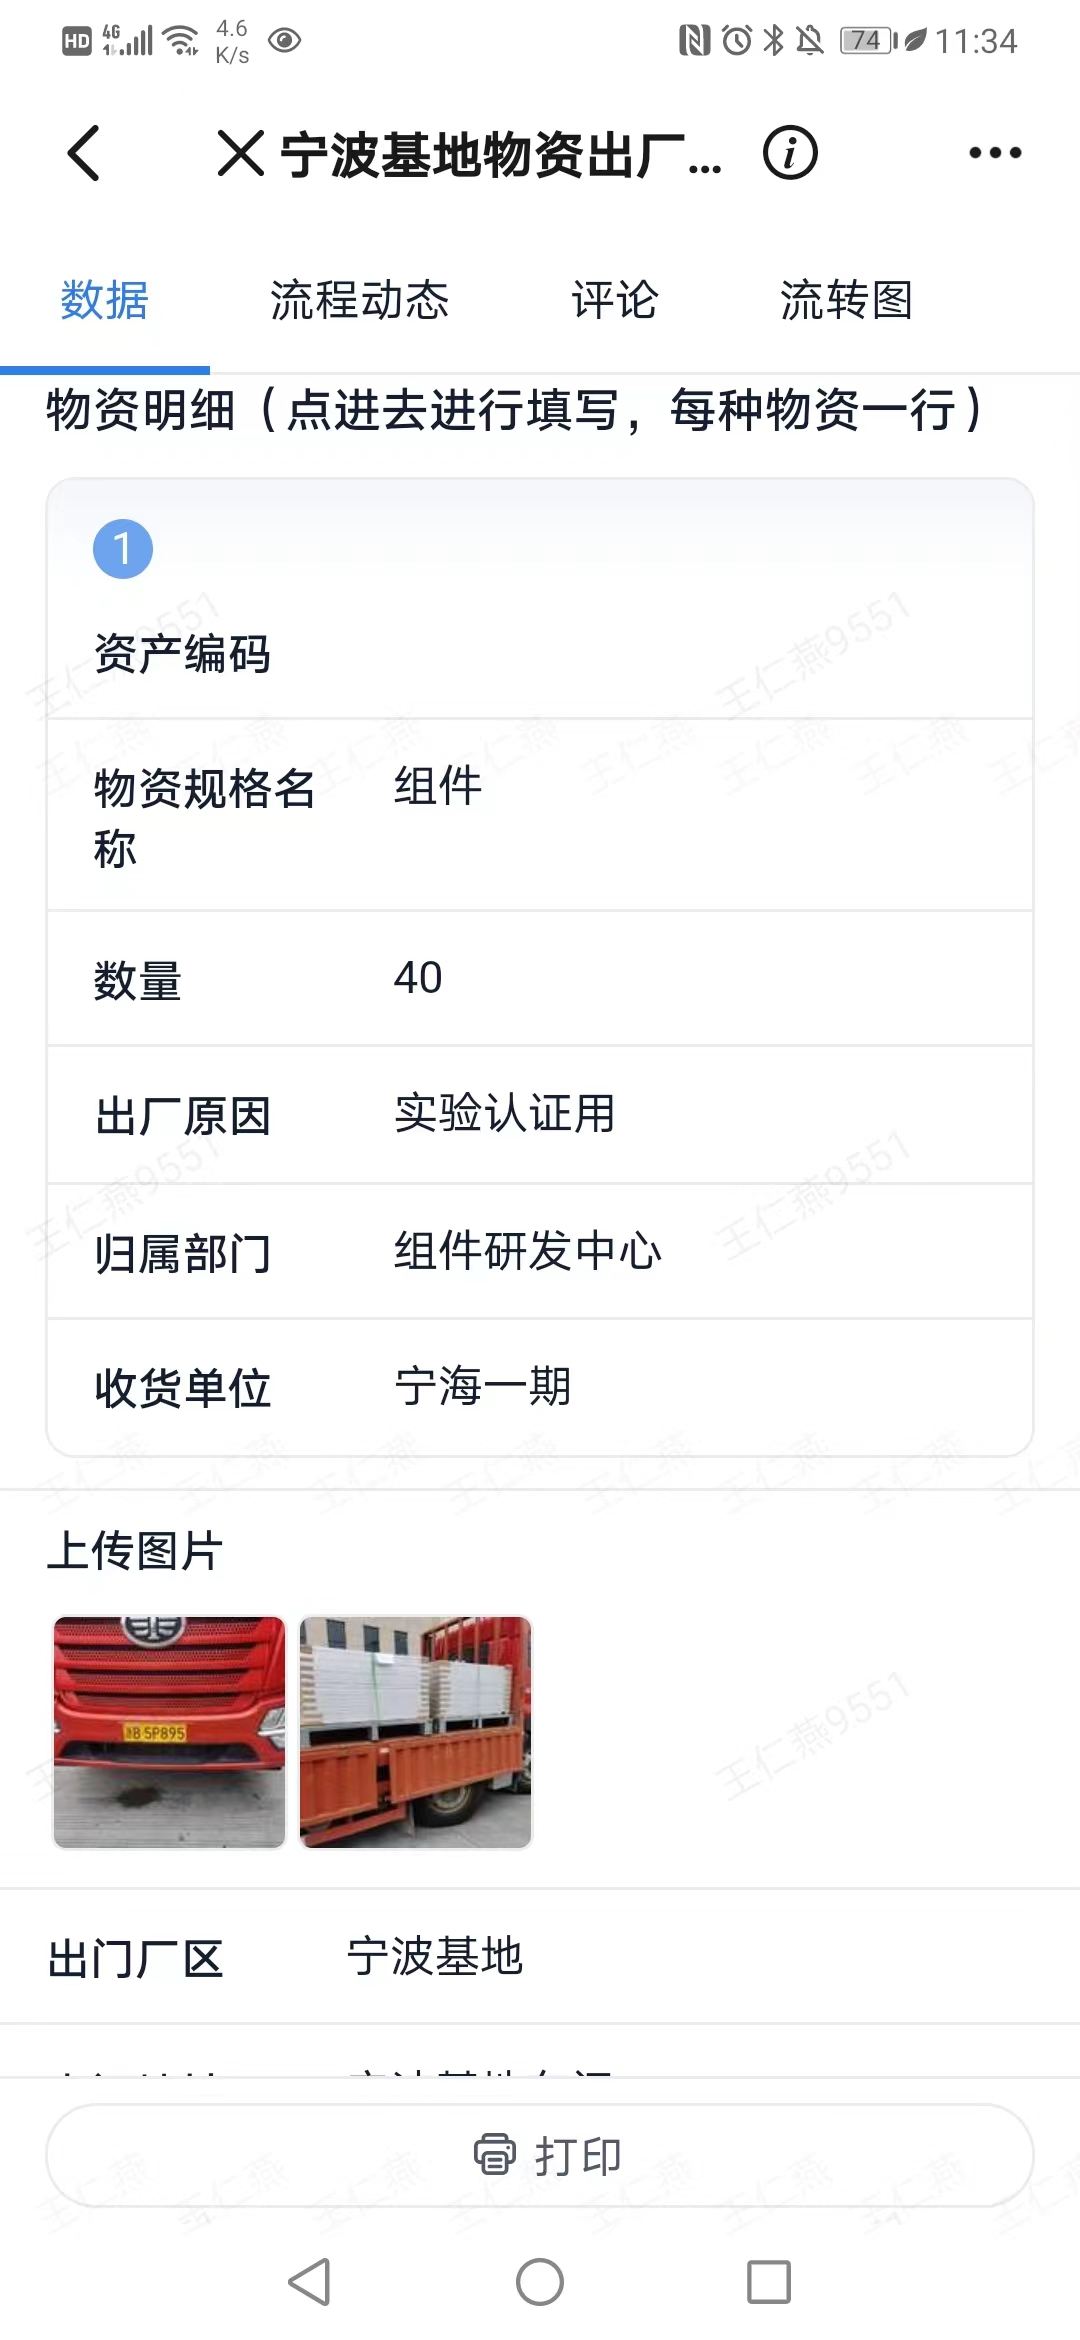 HD 4G 4.6 K/s 74 11:34
宁波基地物资出厂...
数据 流程动态 评论 流转图
物资明细（点进去进行填写，每种物资一行）
1
资产编码
物资规格名称 组件
数量 40
出厂原因 实验认证用
归属部门 组件研发中心
收货单位 宁海一期
上传图片
B 5P895
出门厂区 宁波基地
打印
王仁燕9551
王仁燕